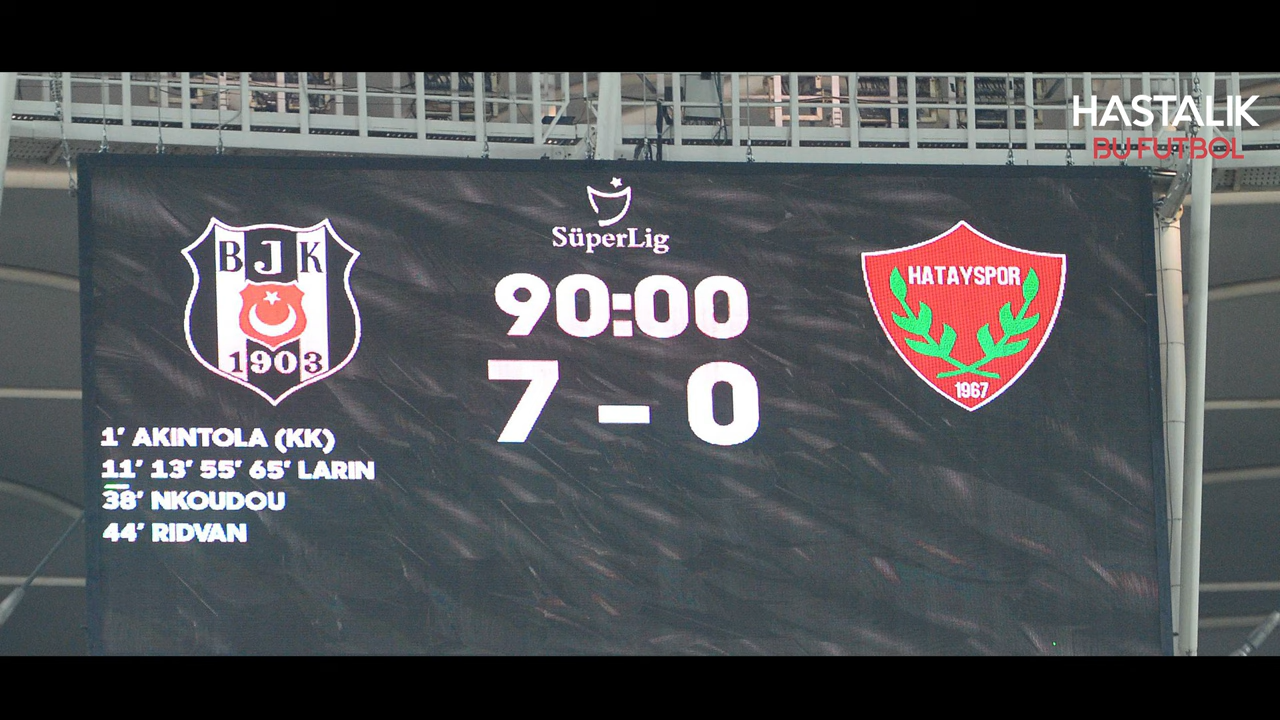 HASTALIK
BU FUTBOL
SüperLig
BJK
1903
HATAYSPOR
1967
90:00
7 - 0
1' AKINTOLA (KK)
11' 13' 55' 65' LARIN
38' NKOUDOU
44' RIDVAN